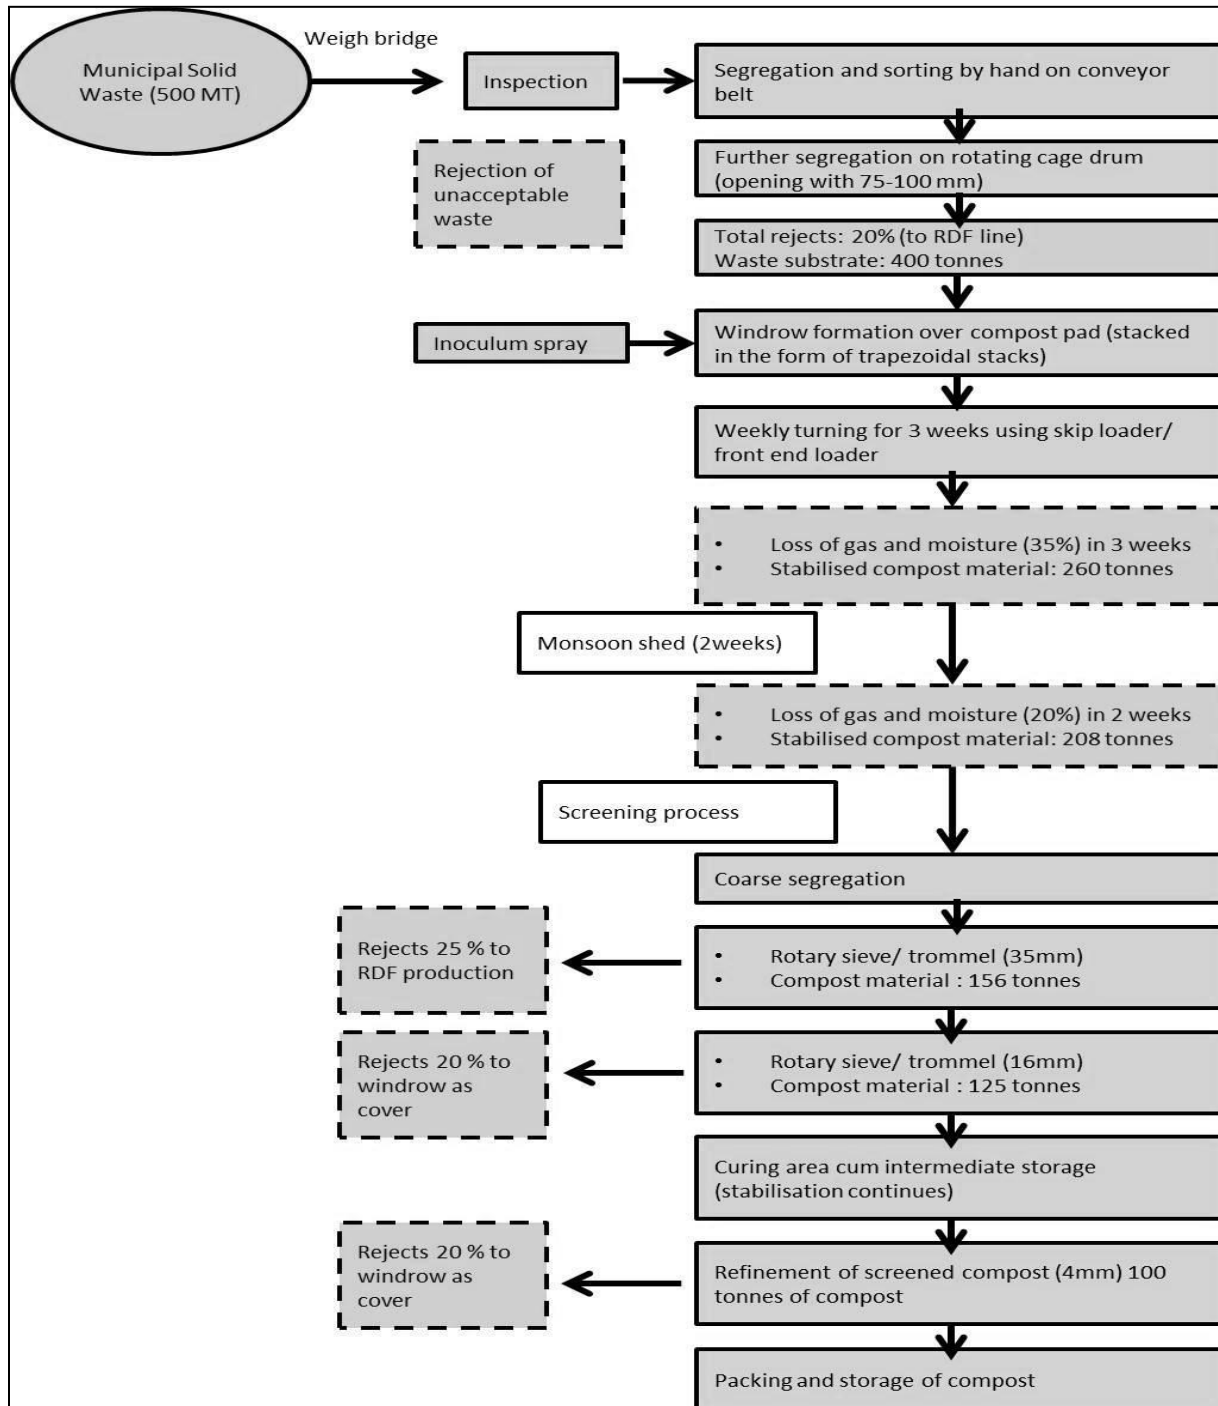 Weigh bridge
Municipal Solid
Waste (500 MT)
Inspection
Segregation and sorting by hand on conveyor
belt
Rejection of
unacceptable
waste
Further segregation on rotating cage drum
(opening with 75-100 mm)
Total rejects: 20% (to RDF line)
Waste substrate: 400 tonnes
Inoculum spray
Windrow formation over compost pad (stacked
in the form of trapezoidal stacks)
Weekly turning for 3 weeks using skip loader/
front end loader
• Loss of gas and moisture (35%) in 3 weeks
• Stabilised compost material: 260 tonnes
Monsoon shed (2weeks)
• Loss of gas and moisture (20%) in 2 weeks
• Stabilised compost material: 208 tonnes
Screening process
Coarse segregation
Rejects 25 % to
RDF production
• Rotary sieve/ trommel (35mm)
• Compost material : 156 tonnes
Rejects 20 % to
windrow as
cover
• Rotary sieve/ trommel (16mm)
• Compost material : 125 tonnes
Curing area cum intermediate storage
(stabilisation continues)
Rejects 20 % to
windrow as
cover
Refinement of screened compost (4mm) 100
tonnes of compost
Packing and storage of compost